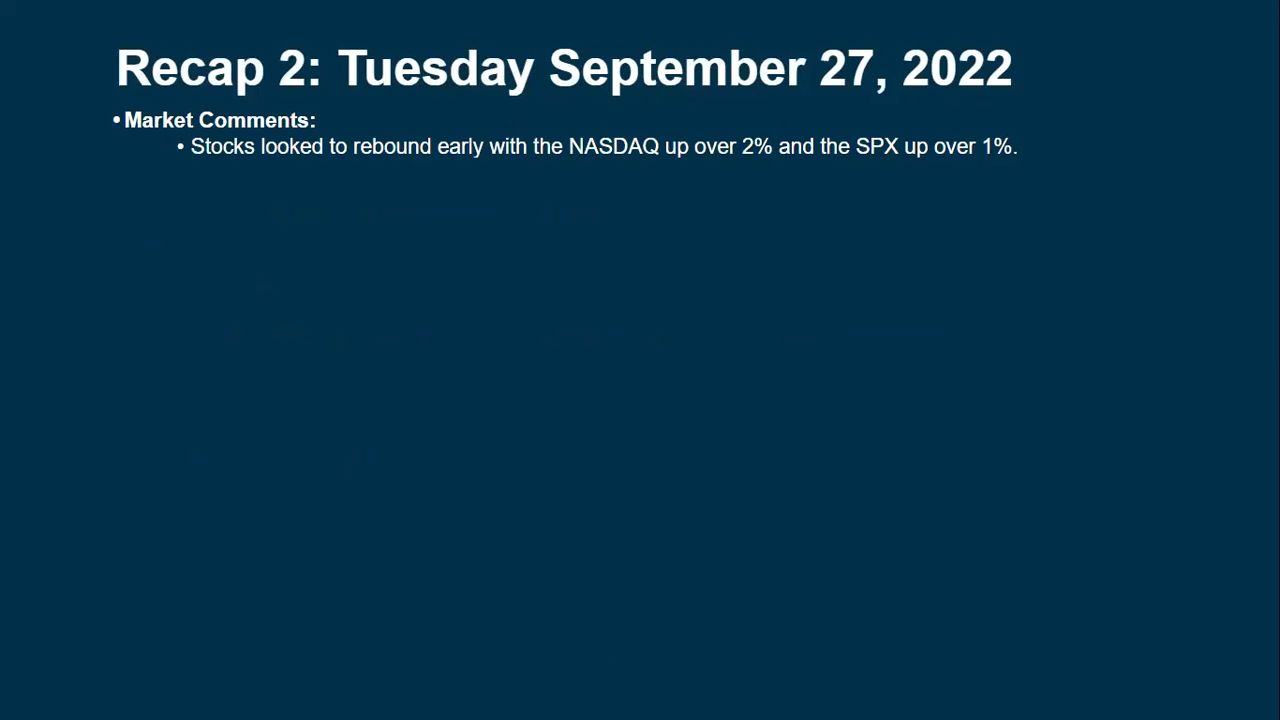 Recap 2: Tuesday September 27, 2022
• Market Comments:
• Stocks looked to rebound early with the NASDAQ up over 2% and the SPX up over 1%.